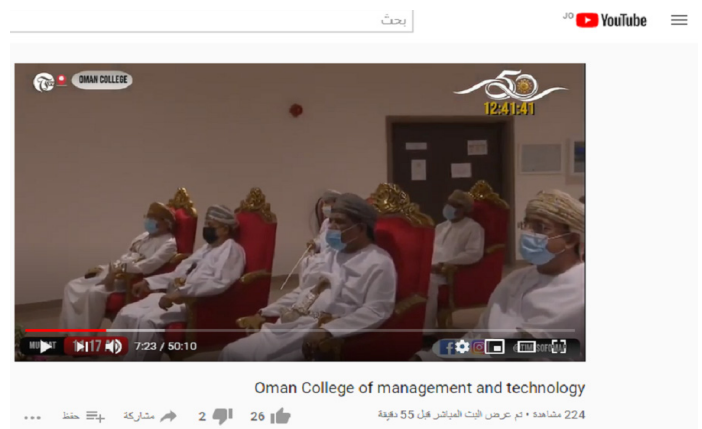 بحث
YouTube JO
OMAN COLLEGE
50
12:41:41
7:23 / 50:10
Oman College of management and technology
224 مشاهدة • تم عرض البث المباشر قبل 55 دقيقة
26
2
مشاركة
حفظ